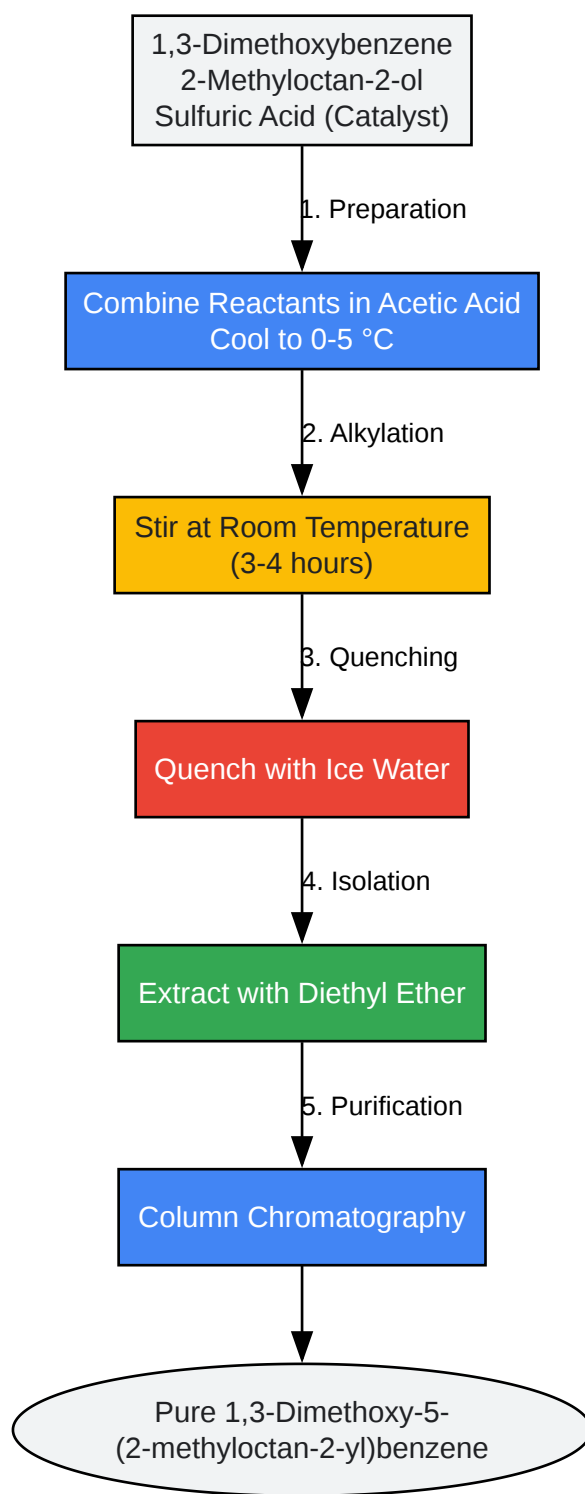 1,3-Dimethoxybenzene
2-Methyloctan-2-ol
Sulfuric Acid (Catalyst)
1. Preparation
Combine Reactants in Acetic Acid
Cool to 0-5 °C
2. Alkylation
Stir at Room Temperature
(3-4 hours)
3. Quenching
Quench with Ice Water
4. Isolation
Extract with Diethyl Ether
5. Purification
Column Chromatography
Pure 1,3-Dimethoxy-5-
(2-methyloctan-2-yl)benzene